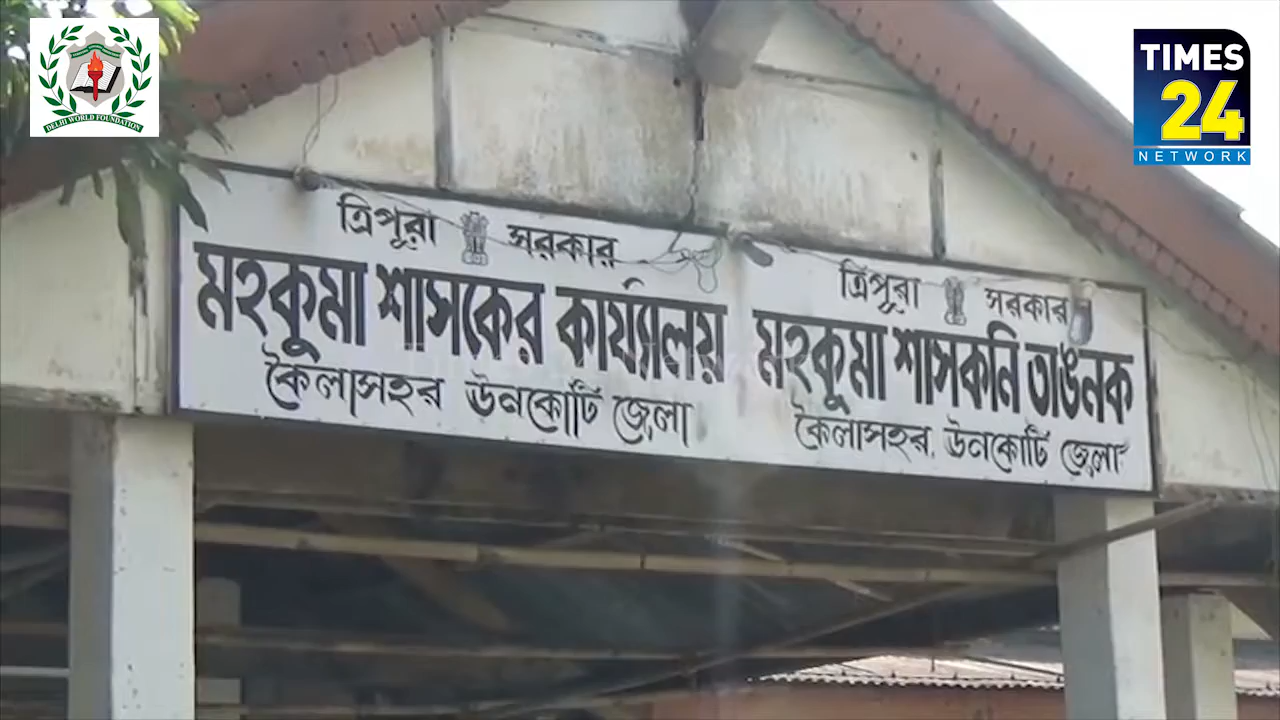 DELHI WORLD FOUNDATION
TIMES
24
NETWORK
ত্রিপুরা সরকার
মহকুমা শাসকের কার্য্যালয়
কৈলাসহর ঊনকোটি জেলা
ত্রিপুরা সরকার
মহকুমা শাসকনি তাঙনক
কৈলাসহর, ঊনকোটি জেলা